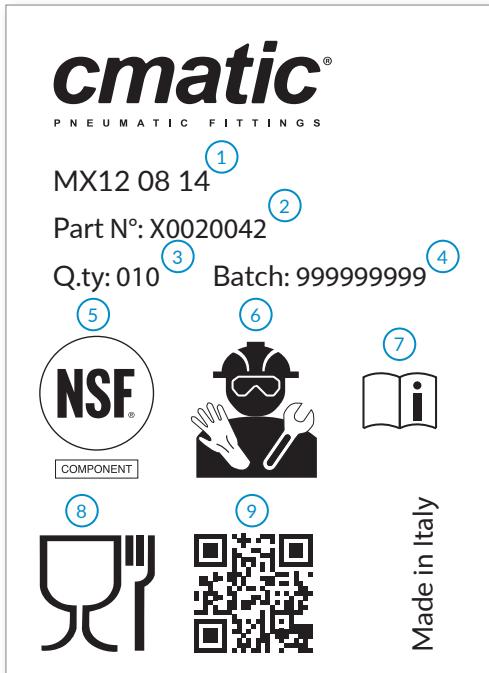 cmatic®
PNEUMATIC FITTINGS
1
MX12 08 14
2
Part N°: X0020042
3
4
Q.ty: 010 Batch: 999999999
5
6
7
NSF®
i
COMPONENT
8
9
Made in Italy